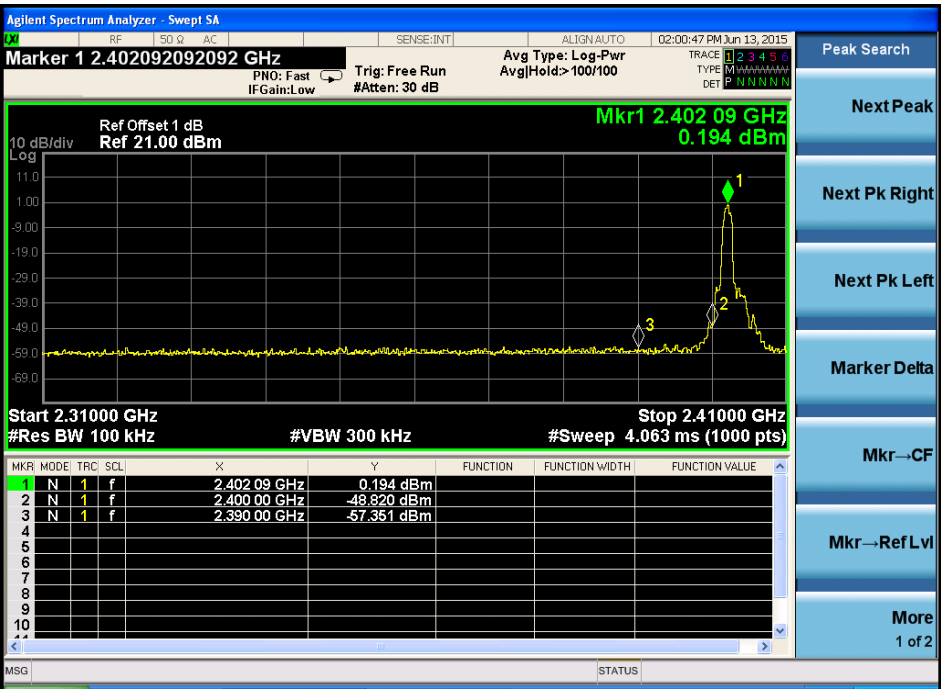 Agilent Spectrum Analyzer - Swept SA
LXI RF 50 Ω AC SENSE:INT ALIGN AUTO 02:00:47 PM Jun 13, 2015
Marker 1 2.402092092092 GHz
PNO: Fast
IFGain:Low
Trig: Free Run
#Atten: 30 dB
Avg Type: Log-Pwr
Avg|Hold:>100/100
TRACE 1 2 3 4 5 6
TYPE M W W W W W
DET P N N N N N
Peak Search
Mkr1 2.402 09 GHz
0.194 dBm
Ref Offset 1 dB
10 dB/div Ref 21.00 dBm
Log
11.0
1.00
-9.00
-19.0
-29.0
-39.0
-49.0
-59.0
-69.0
1
2
3
Start 2.31000 GHz Stop 2.41000 GHz
#Res BW 100 kHz #VBW 300 kHz #Sweep 4.063 ms (1000 pts)
MKR MODE TRC SCL X Y FUNCTION FUNCTION WIDTH FUNCTION VALUE
1 N 1 f 2.402 09 GHz 0.194 dBm
2 N 1 f 2.400 00 GHz -48.820 dBm
3 N 1 f 2.390 00 GHz -57.351 dBm
4
5
6
7
8
9
10
11
MSG STATUS
Next Peak
Next Pk Right
Next Pk Left
Marker Delta
Mkr→CF
Mkr→Ref Lvl
More
1 of 2